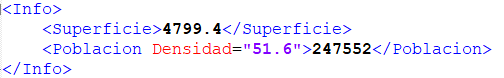 <Info>
<Superficie>4799.4</Superficie>
<Poblacion Densidad="51.6">247552</Poblacion>
</Info>